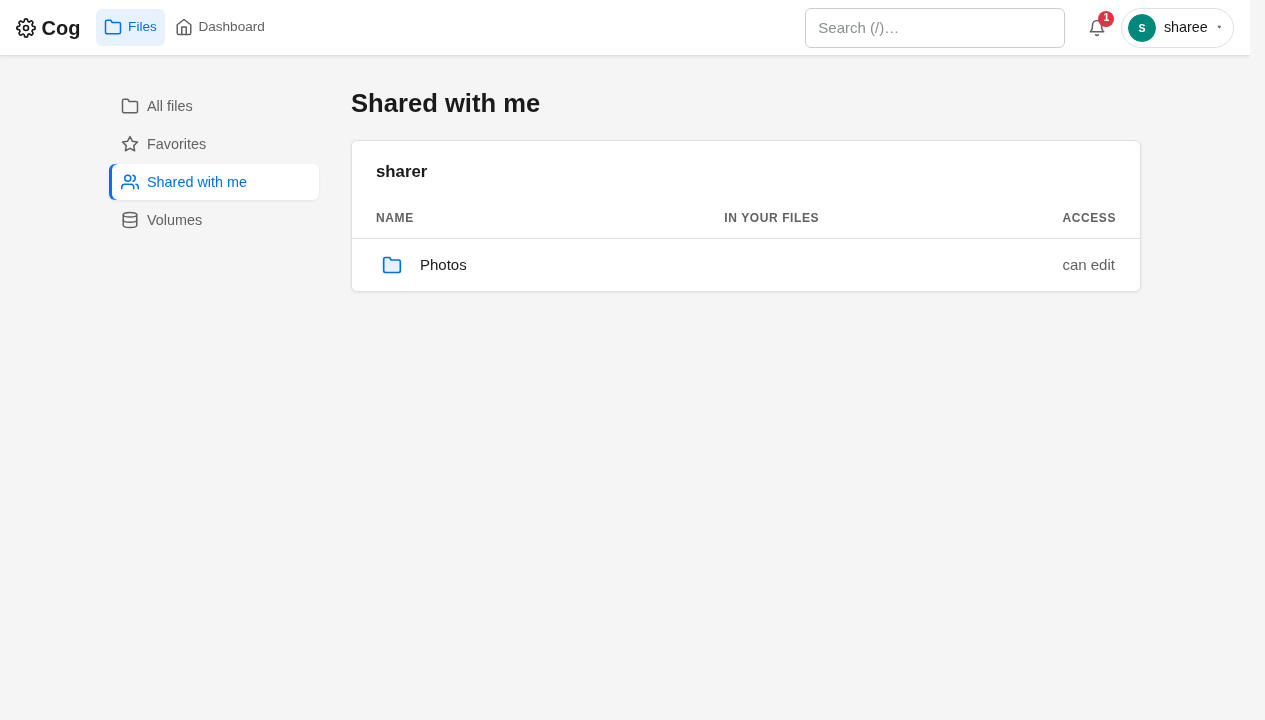 Cog
Files
Dashboard
Search (/)…
1
S
sharee
All files
Favorites
Shared with me
Volumes
Shared with me
sharer
NAME
IN YOUR FILES
ACCESS
Photos
can edit